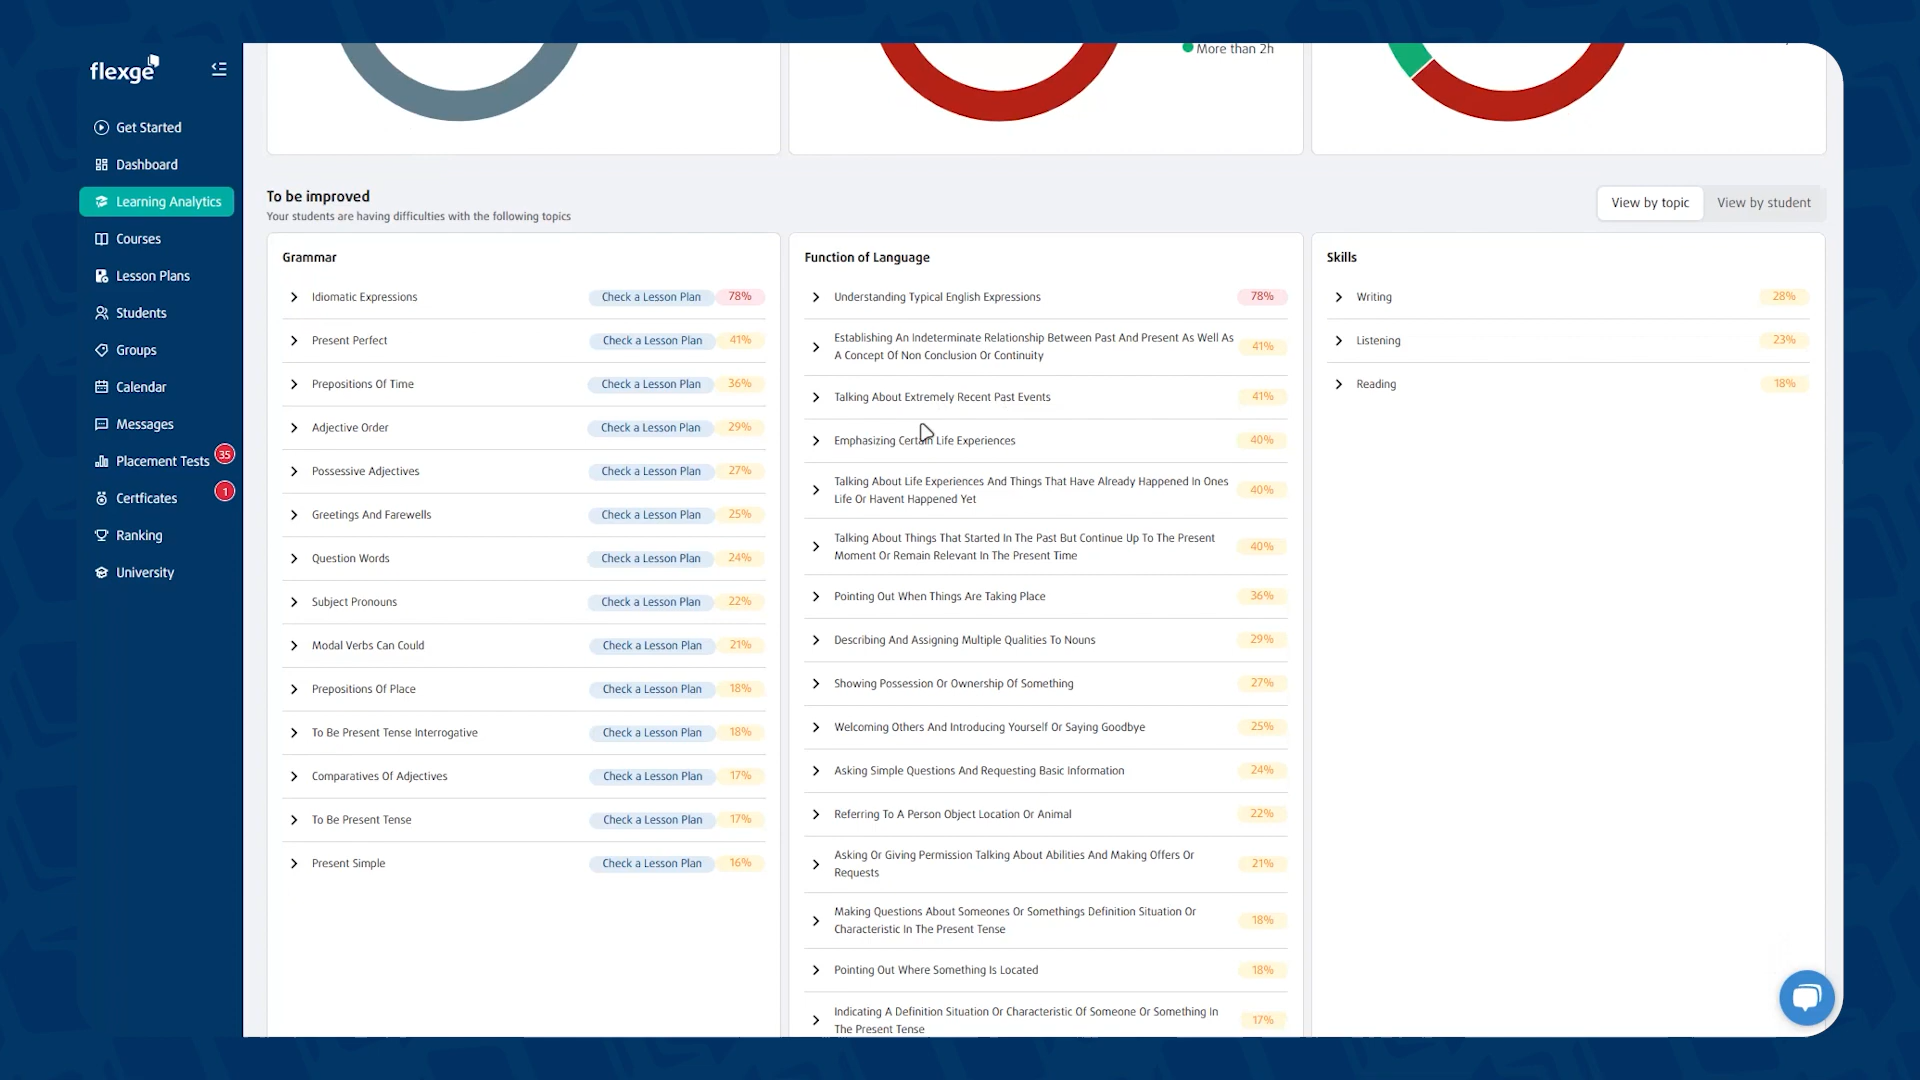 flexge
Get Started
Dashboard
Learning Analytics
Courses
Lesson Plans
Students
Groups
Calendar
Messages
Placement Tests 35
Certficates 1
Ranking
University
More than 2h
To be improved
Your students are having difficulties with the following topics
View by topic
View by student
Grammar
Idiomatic Expressions Check a Lesson Plan 78%
Present Perfect Check a Lesson Plan 41%
Prepositions Of Time Check a Lesson Plan 36%
Adjective Order Check a Lesson Plan 29%
Possessive Adjectives Check a Lesson Plan 27%
Greetings And Farewells Check a Lesson Plan 25%
Question Words Check a Lesson Plan 24%
Subject Pronouns Check a Lesson Plan 22%
Modal Verbs Can Could Check a Lesson Plan 21%
Prepositions Of Place Check a Lesson Plan 18%
To Be Present Tense Interrogative Check a Lesson Plan 18%
Comparatives Of Adjectives Check a Lesson Plan 17%
To Be Present Tense Check a Lesson Plan 17%
Present Simple Check a Lesson Plan 16%
Function of Language
Understanding Typical English Expressions 78%
Establishing An Indeterminate Relationship Between Past And Present As Well As
A Concept Of Non Conclusion Or Continuity 41%
Talking About Extremely Recent Past Events 41%
Emphasizing Certain Life Experiences 40%
Talking About Life Experiences And Things That Have Already Happened In Ones
Life Or Havent Happened Yet 40%
Talking About Things That Started In The Past But Continue Up To The Present
Moment Or Remain Relevant In The Present Time 40%
Pointing Out When Things Are Taking Place 36%
Describing And Assigning Multiple Qualities To Nouns 29%
Showing Possession Or Ownership Of Something 27%
Welcoming Others And Introducing Yourself Or Saying Goodbye 25%
Asking Simple Questions And Requesting Basic Information 24%
Referring To A Person Object Location Or Animal 22%
Asking Or Giving Permission Talking About Abilities And Making Offers Or
Requests 21%
Making Questions About Someones Or Somethings Definition Situation Or
Characteristic In The Present Tense 18%
Pointing Out Where Something Is Located 18%
Indicating A Definition Situation Or Characteristic Of Someone Or Something In
The Present Tense 17%
Skills
Writing 28%
Listening 23%
Reading 18%